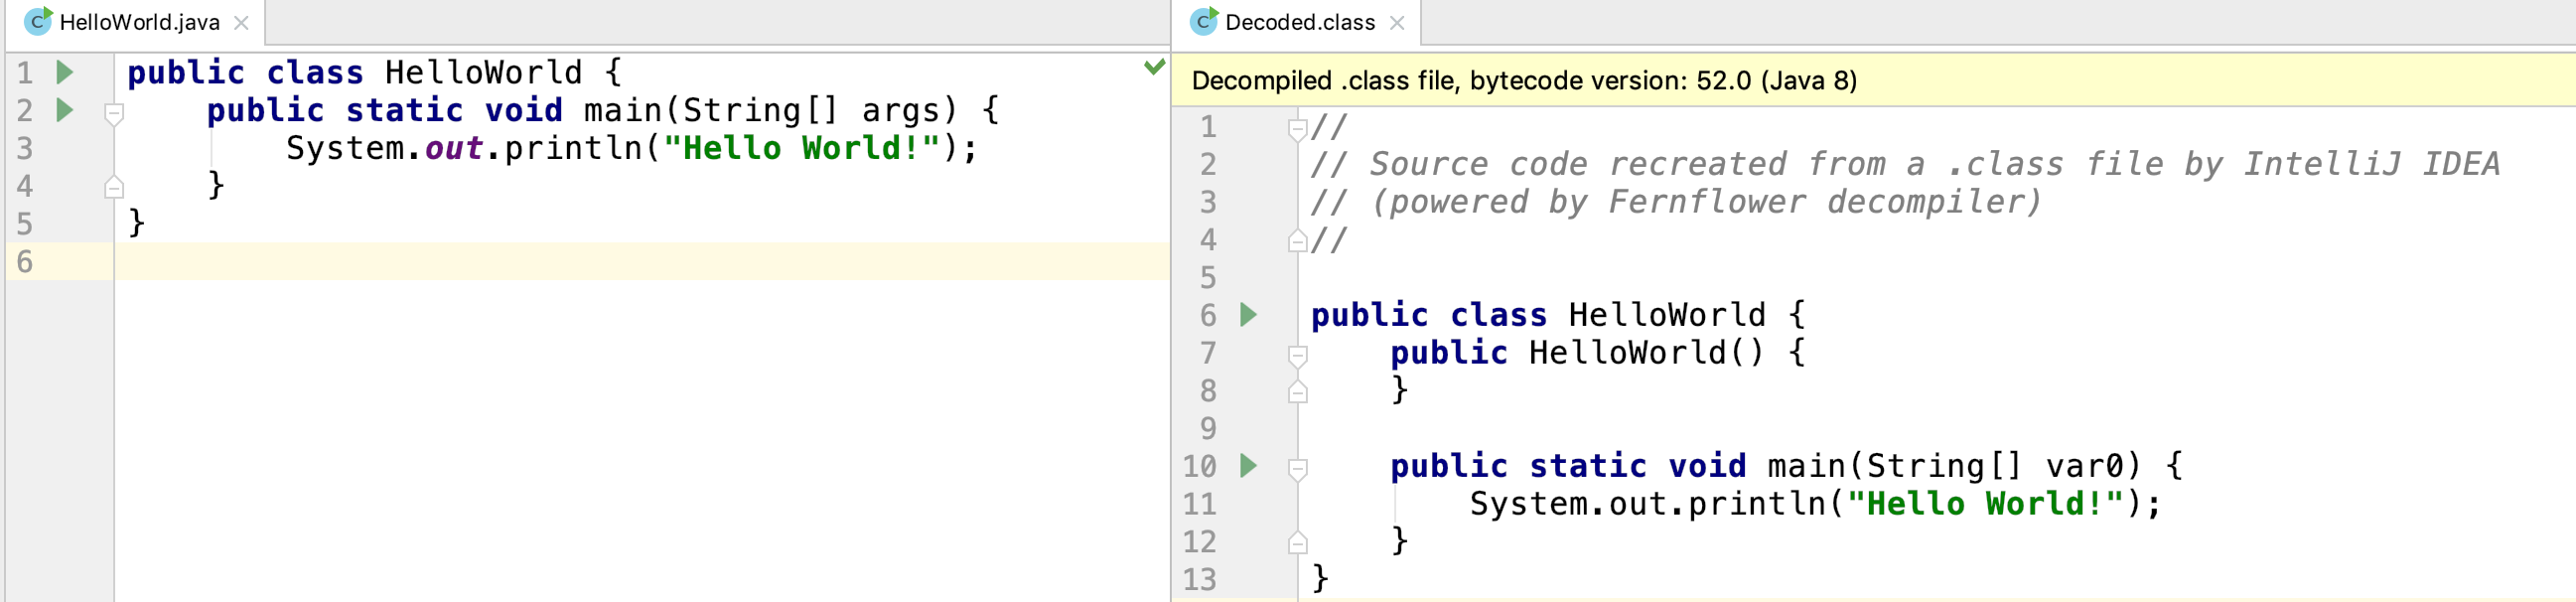 HelloWorld.java
1 public class HelloWorld {
2     public static void main(String[] args) {
3         System.out.println("Hello World!");
4     }
5 }
6
Decoded.class
Decompiled .class file, bytecode version: 52.0 (Java 8)
1 //
2 // Source code recreated from a .class file by IntelliJ IDEA
3 // (powered by Fernflower decompiler)
4 //
5
6 public class HelloWorld {
7     public HelloWorld() {
8     }
9
10     public static void main(String[] var0) {
11         System.out.println("Hello World!");
12     }
13 }